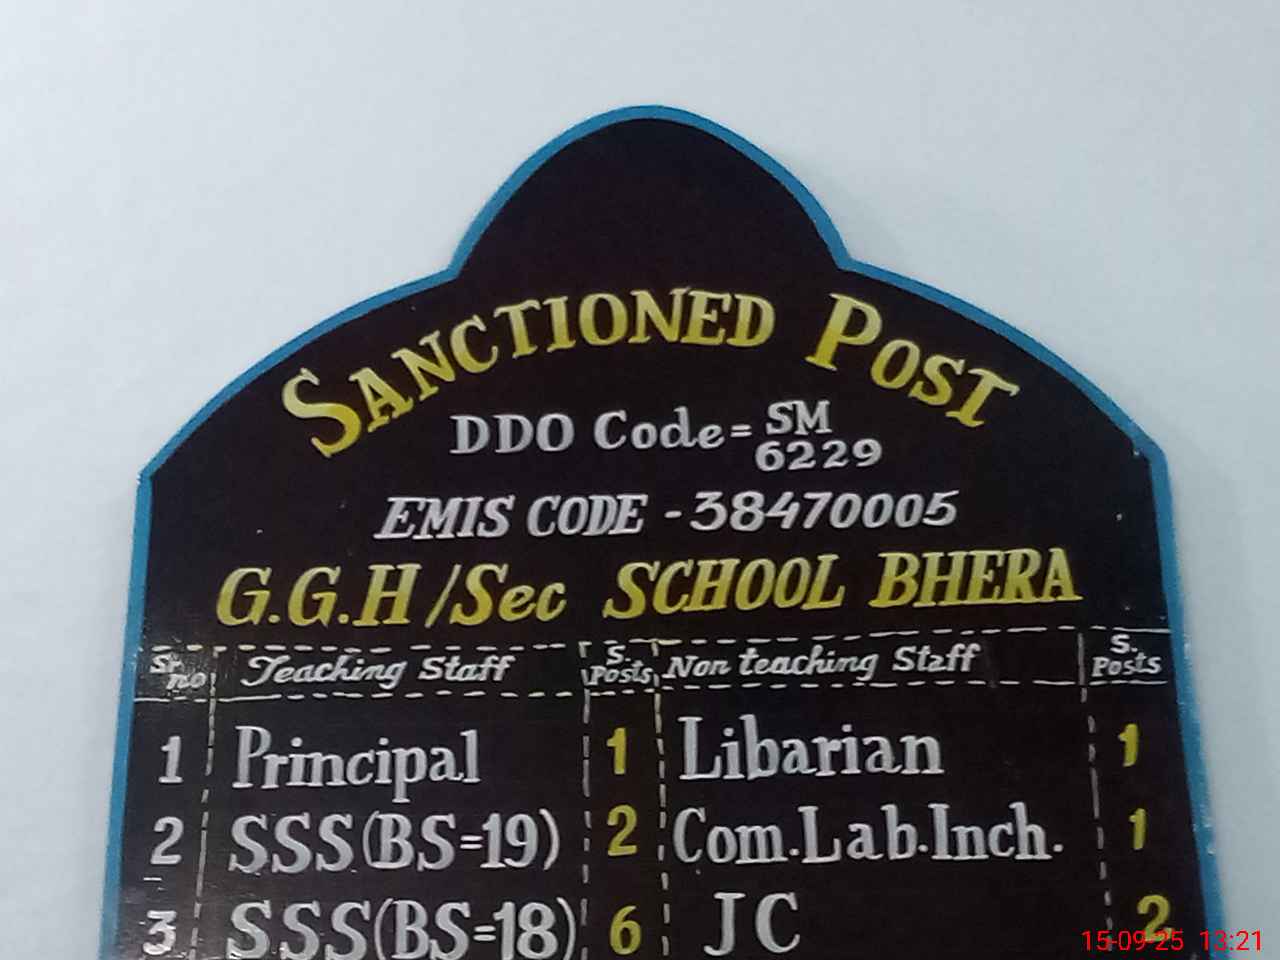 SANCTIONED POST
DDO Code = SM 6229
EMIS CODE - 38470005
G.G.H/Sec SCHOOL BHERA
Sr. no Teaching Staff S. Posts Non teaching Staff S. Posts
1 Principal 1 Libarian 1
2 SSS(BS=19) 2 Com.Lab.Inch. 1
3 SSS(BS=18) 6 JC 2
15-09-25 13:21